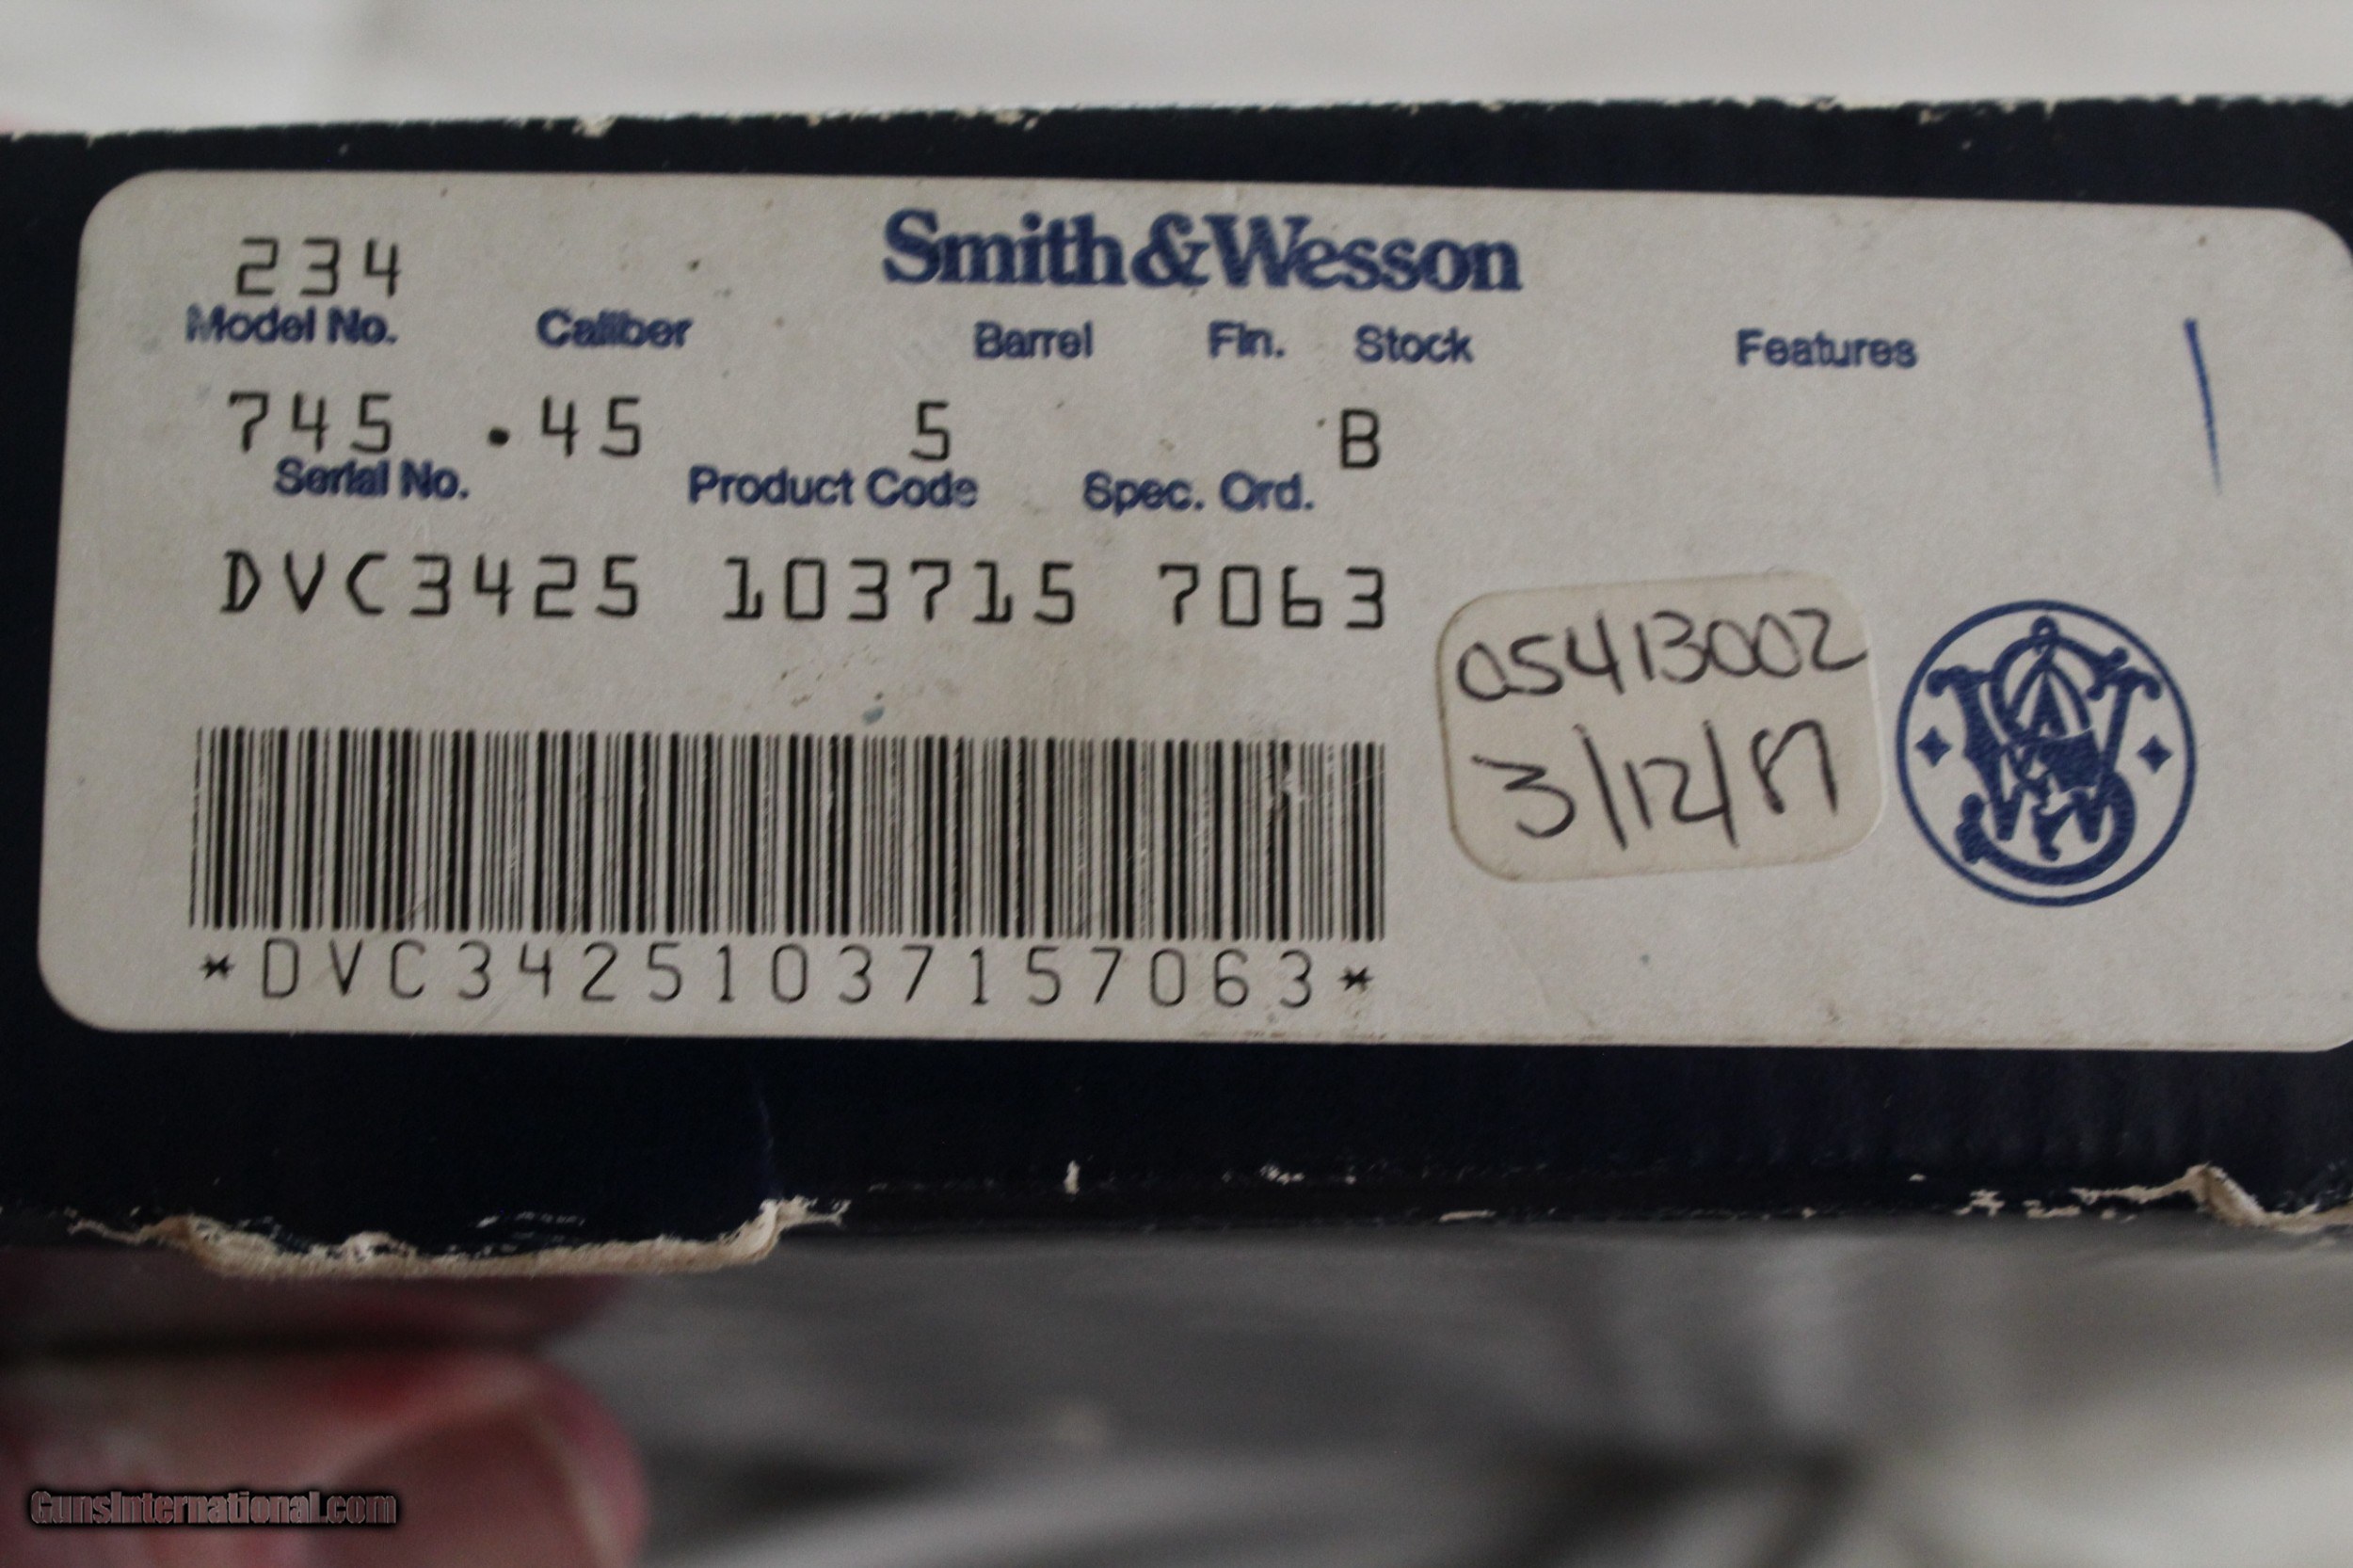 234
Smith & Wesson
Model No. Caliber Barrel Fin. Stock Features
745 .45 5 B
Serial No. Product Code Spec. Ord.
DVC3425 103715 7063
05413002
3/12/87
*DVC34251037157063*
GunsInternational.com